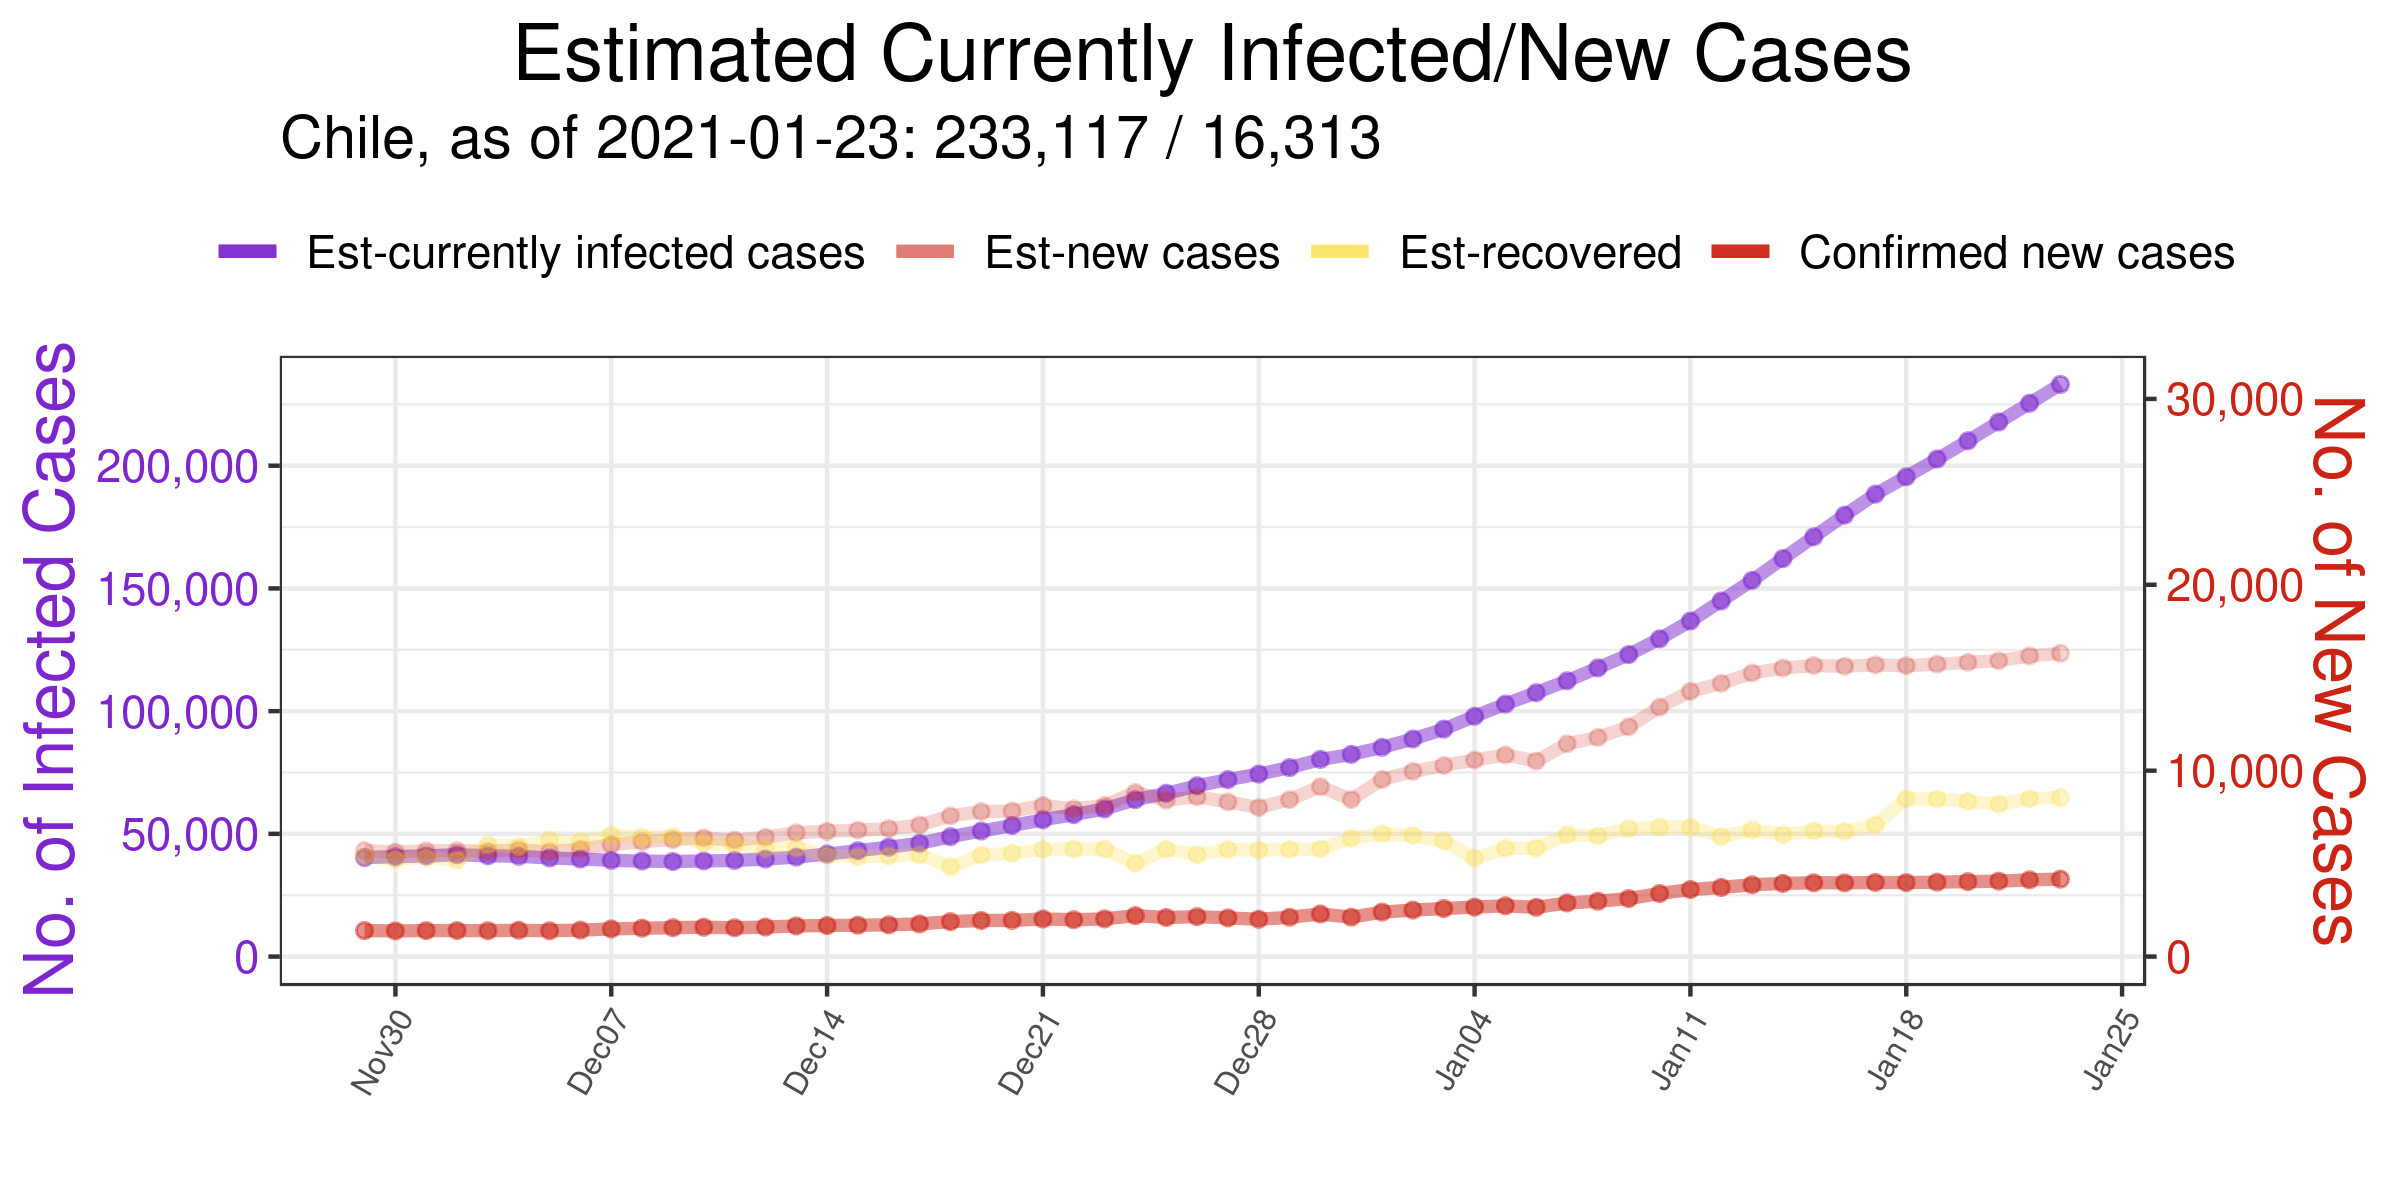 Estimated Currently Infected/New Cases
Chile, as of 2021-01-23: 233,117 / 16,313
Est-currently infected cases Est-new cases Est-recovered Confirmed new cases
No. of Infected Cases
200,000
150,000
100,000
50,000
0
30,000
20,000
10,000
0
No. of New Cases
Nov30 Dec07 Dec14 Dec21 Dec28 Jan04 Jan11 Jan18 Jan25